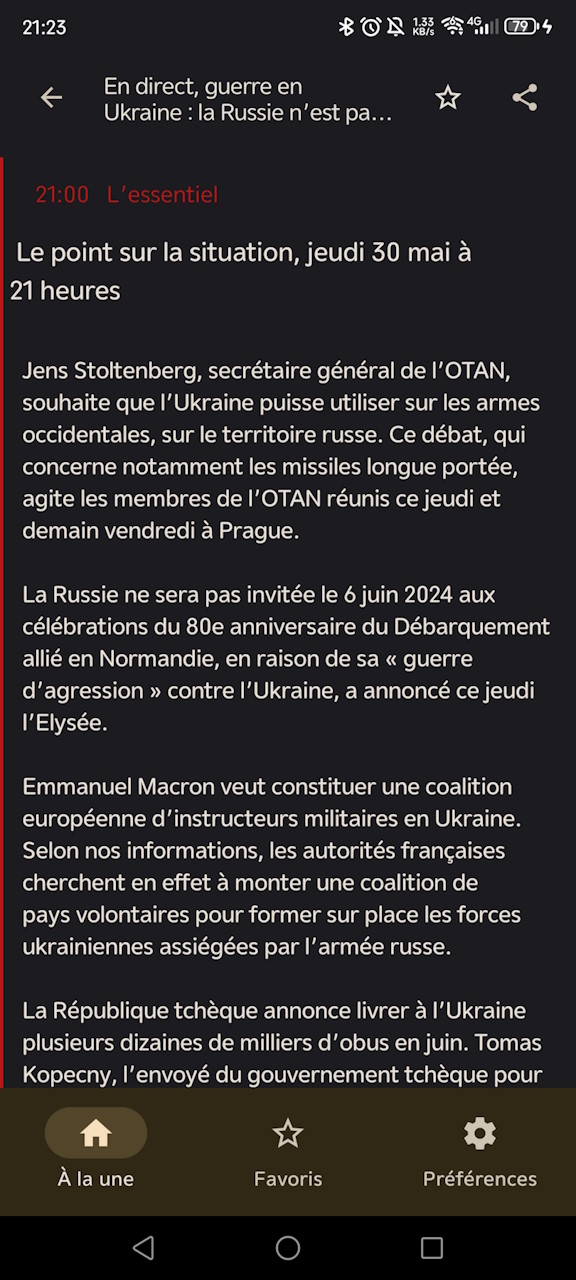 21:23
1.33
KB/s
4G
79
En direct, guerre en
Ukraine : la Russie n’est pa...
21:00 L’essentiel
Le point sur la situation, jeudi 30 mai à
21 heures
Jens Stoltenberg, secrétaire général de l’OTAN,
souhaite que l’Ukraine puisse utiliser sur les armes
occidentales, sur le territoire russe. Ce débat, qui
concerne notamment les missiles longue portée,
agite les membres de l’OTAN réunis ce jeudi et
demain vendredi à Prague.
La Russie ne sera pas invitée le 6 juin 2024 aux
célébrations du 80e anniversaire du Débarquement
allié en Normandie, en raison de sa « guerre
d’agression » contre l’Ukraine, a annoncé ce jeudi
l’Elysée.
Emmanuel Macron veut constituer une coalition
européenne d’instructeurs militaires en Ukraine.
Selon nos informations, les autorités françaises
cherchent en effet à monter une coalition de
pays volontaires pour former sur place les forces
ukrainiennes assiégées par l’armée russe.
La République tchèque annonce livrer à l’Ukraine
plusieurs dizaines de milliers d’obus en juin. Tomas
Kopecny, l’envoyé du gouvernement tchèque pour
À la une
Favoris
Préférences